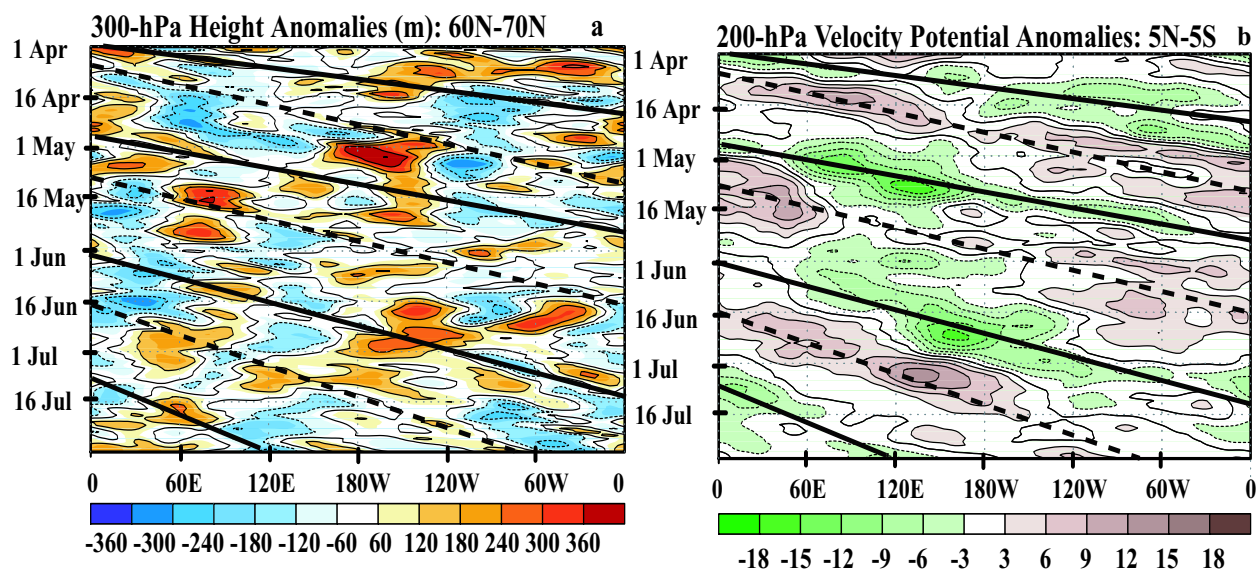 300-hPa Height Anomalies (m): 60N-70N a
1 Apr
16 Apr
1 May
16 May
1 Jun
16 Jun
1 Jul
16 Jul
0 60E 120E 180W 120W 60W 0
-360 -300 -240 -180 -120 -60 60 120 180 240 300 360
200-hPa Velocity Potential Anomalies: 5N-5S b
1 Apr
16 Apr
1 May
16 May
1 Jun
16 Jun
1 Jul
16 Jul
0 60E 120E 180W 120W 60W 0
-18 -15 -12 -9 -6 -3 3 6 9 12 15 18